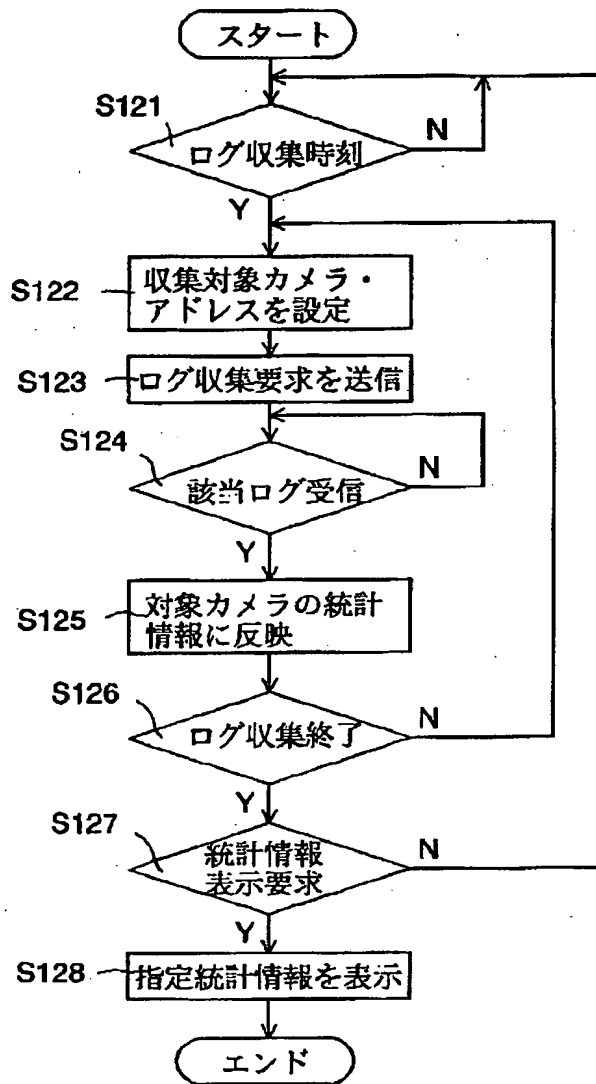 スタート
S121
ログ収集時刻
N
Y
S122
収集対象カメラ・
アドレスを設定
S123
ログ収集要求を送信
S124
該当ログ受信
N
Y
S125
対象カメラの統計
情報に反映
S126
ログ収集終了
N
Y
S127
統計情報
表示要求
N
Y
S128
指定統計情報を表示
エンド